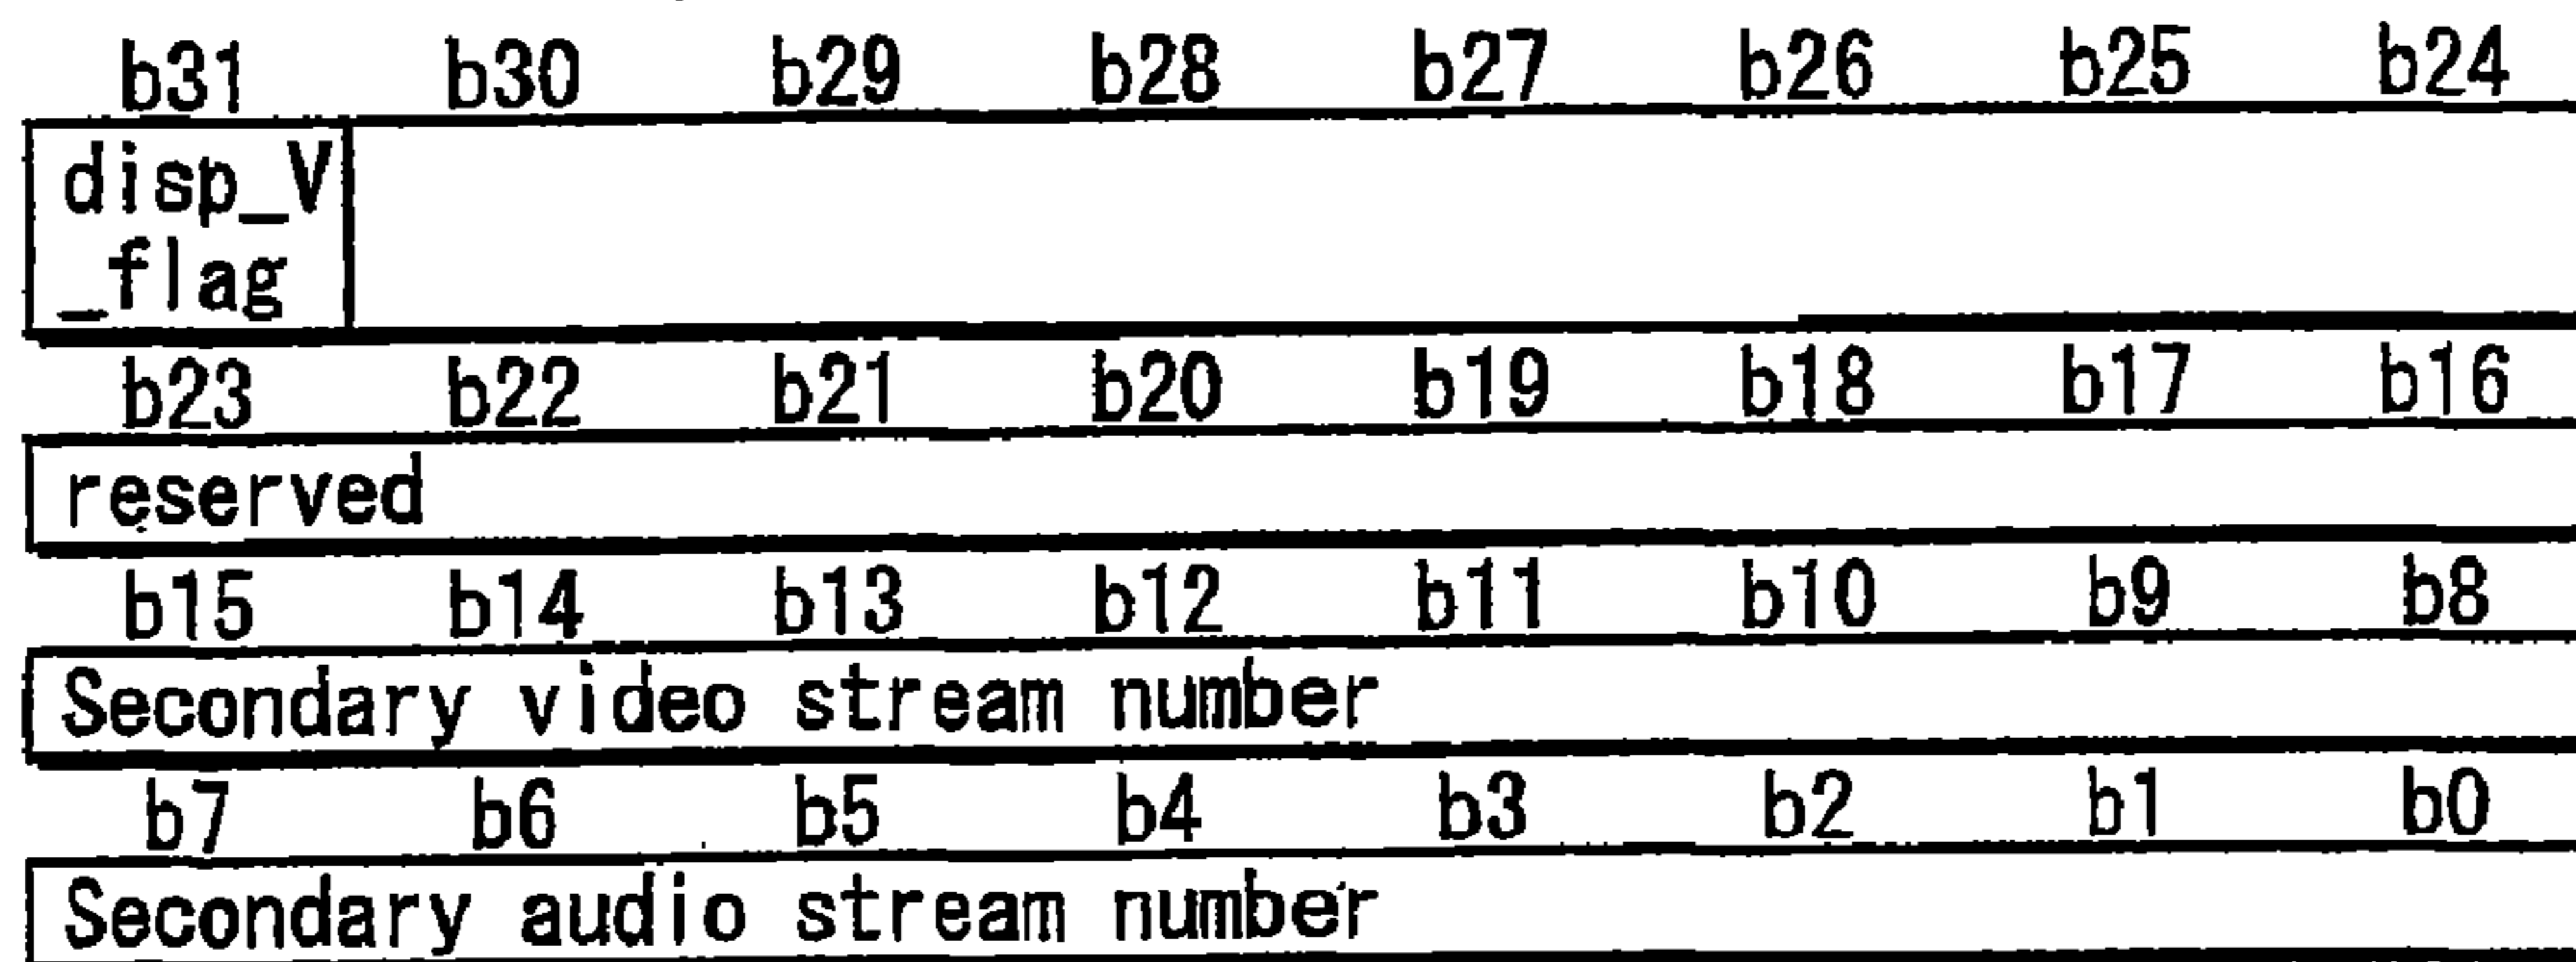 b31 b30 b29 b28 b27 b26 b25 b24
disp_V
_flag
b23 b22 b21 b20 b19 b18 b17 b16
reserved
b15 b14 b13 b12 b11 b10 b9 b8
Secondary video stream number
b7 b6 b5 b4 b3 b2 b1 b0
Secondary audio stream number